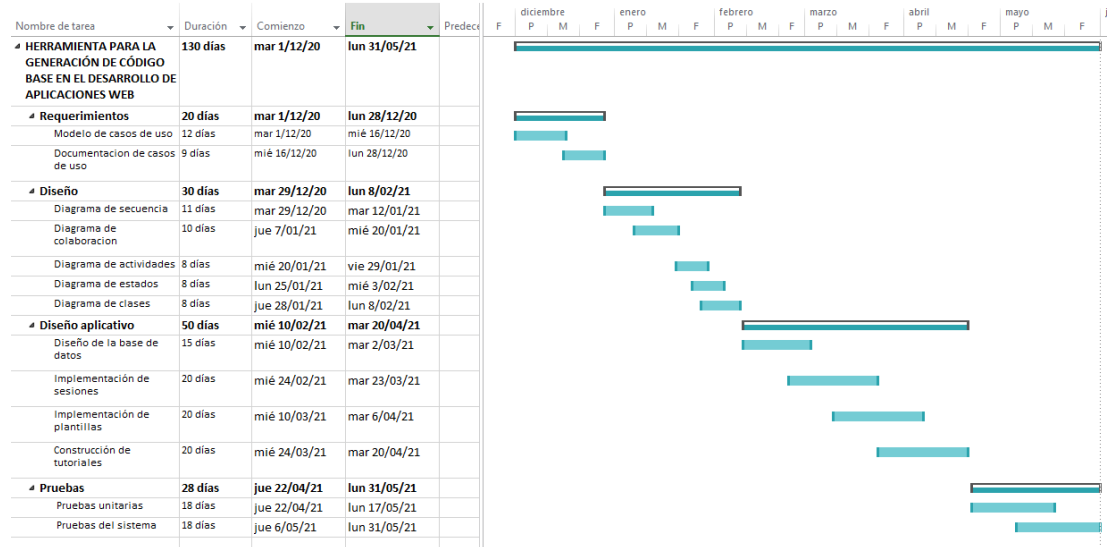 diciembre enero febrero marzo abril mayo j
Nombre de tarea Duración Comienzo Fin Predece F P M F P M F P M F P M F P M F P M F
HERRAMIENTA PARA LA 130 días mar 1/12/20 lun 31/05/21
GENERACIÓN DE CÓDIGO
BASE EN EL DESARROLLO DE
APLICACIONES WEB
Requerimientos 20 días mar 1/12/20 lun 28/12/20
Modelo de casos de uso 12 días mar 1/12/20 mié 16/12/20
Documentacion de casos 9 días mié 16/12/20 lun 28/12/20
de uso
Diseño 30 días mar 29/12/20 lun 8/02/21
Diagrama de secuencia 11 días mar 29/12/20 mar 12/01/21
Diagrama de 10 días jue 7/01/21 mié 20/01/21
colaboracion
Diagrama de actividades 8 días mié 20/01/21 vie 29/01/21
Diagrama de estados 8 días lun 25/01/21 mié 3/02/21
Diagrama de clases 8 días jue 28/01/21 lun 8/02/21
Diseño aplicativo 50 días mié 10/02/21 mar 20/04/21
Diseño de la base de 15 días mié 10/02/21 mar 2/03/21
datos
Implementación de 20 días mié 24/02/21 mar 23/03/21
sesiones
Implementación de 20 días mié 10/03/21 mar 6/04/21
plantillas
Construcción de 20 días mié 24/03/21 mar 20/04/21
tutoriales
Pruebas 28 días jue 22/04/21 lun 31/05/21
Pruebas unitarias 18 días jue 22/04/21 lun 17/05/21
Pruebas del sistema 18 días jue 6/05/21 lun 31/05/21